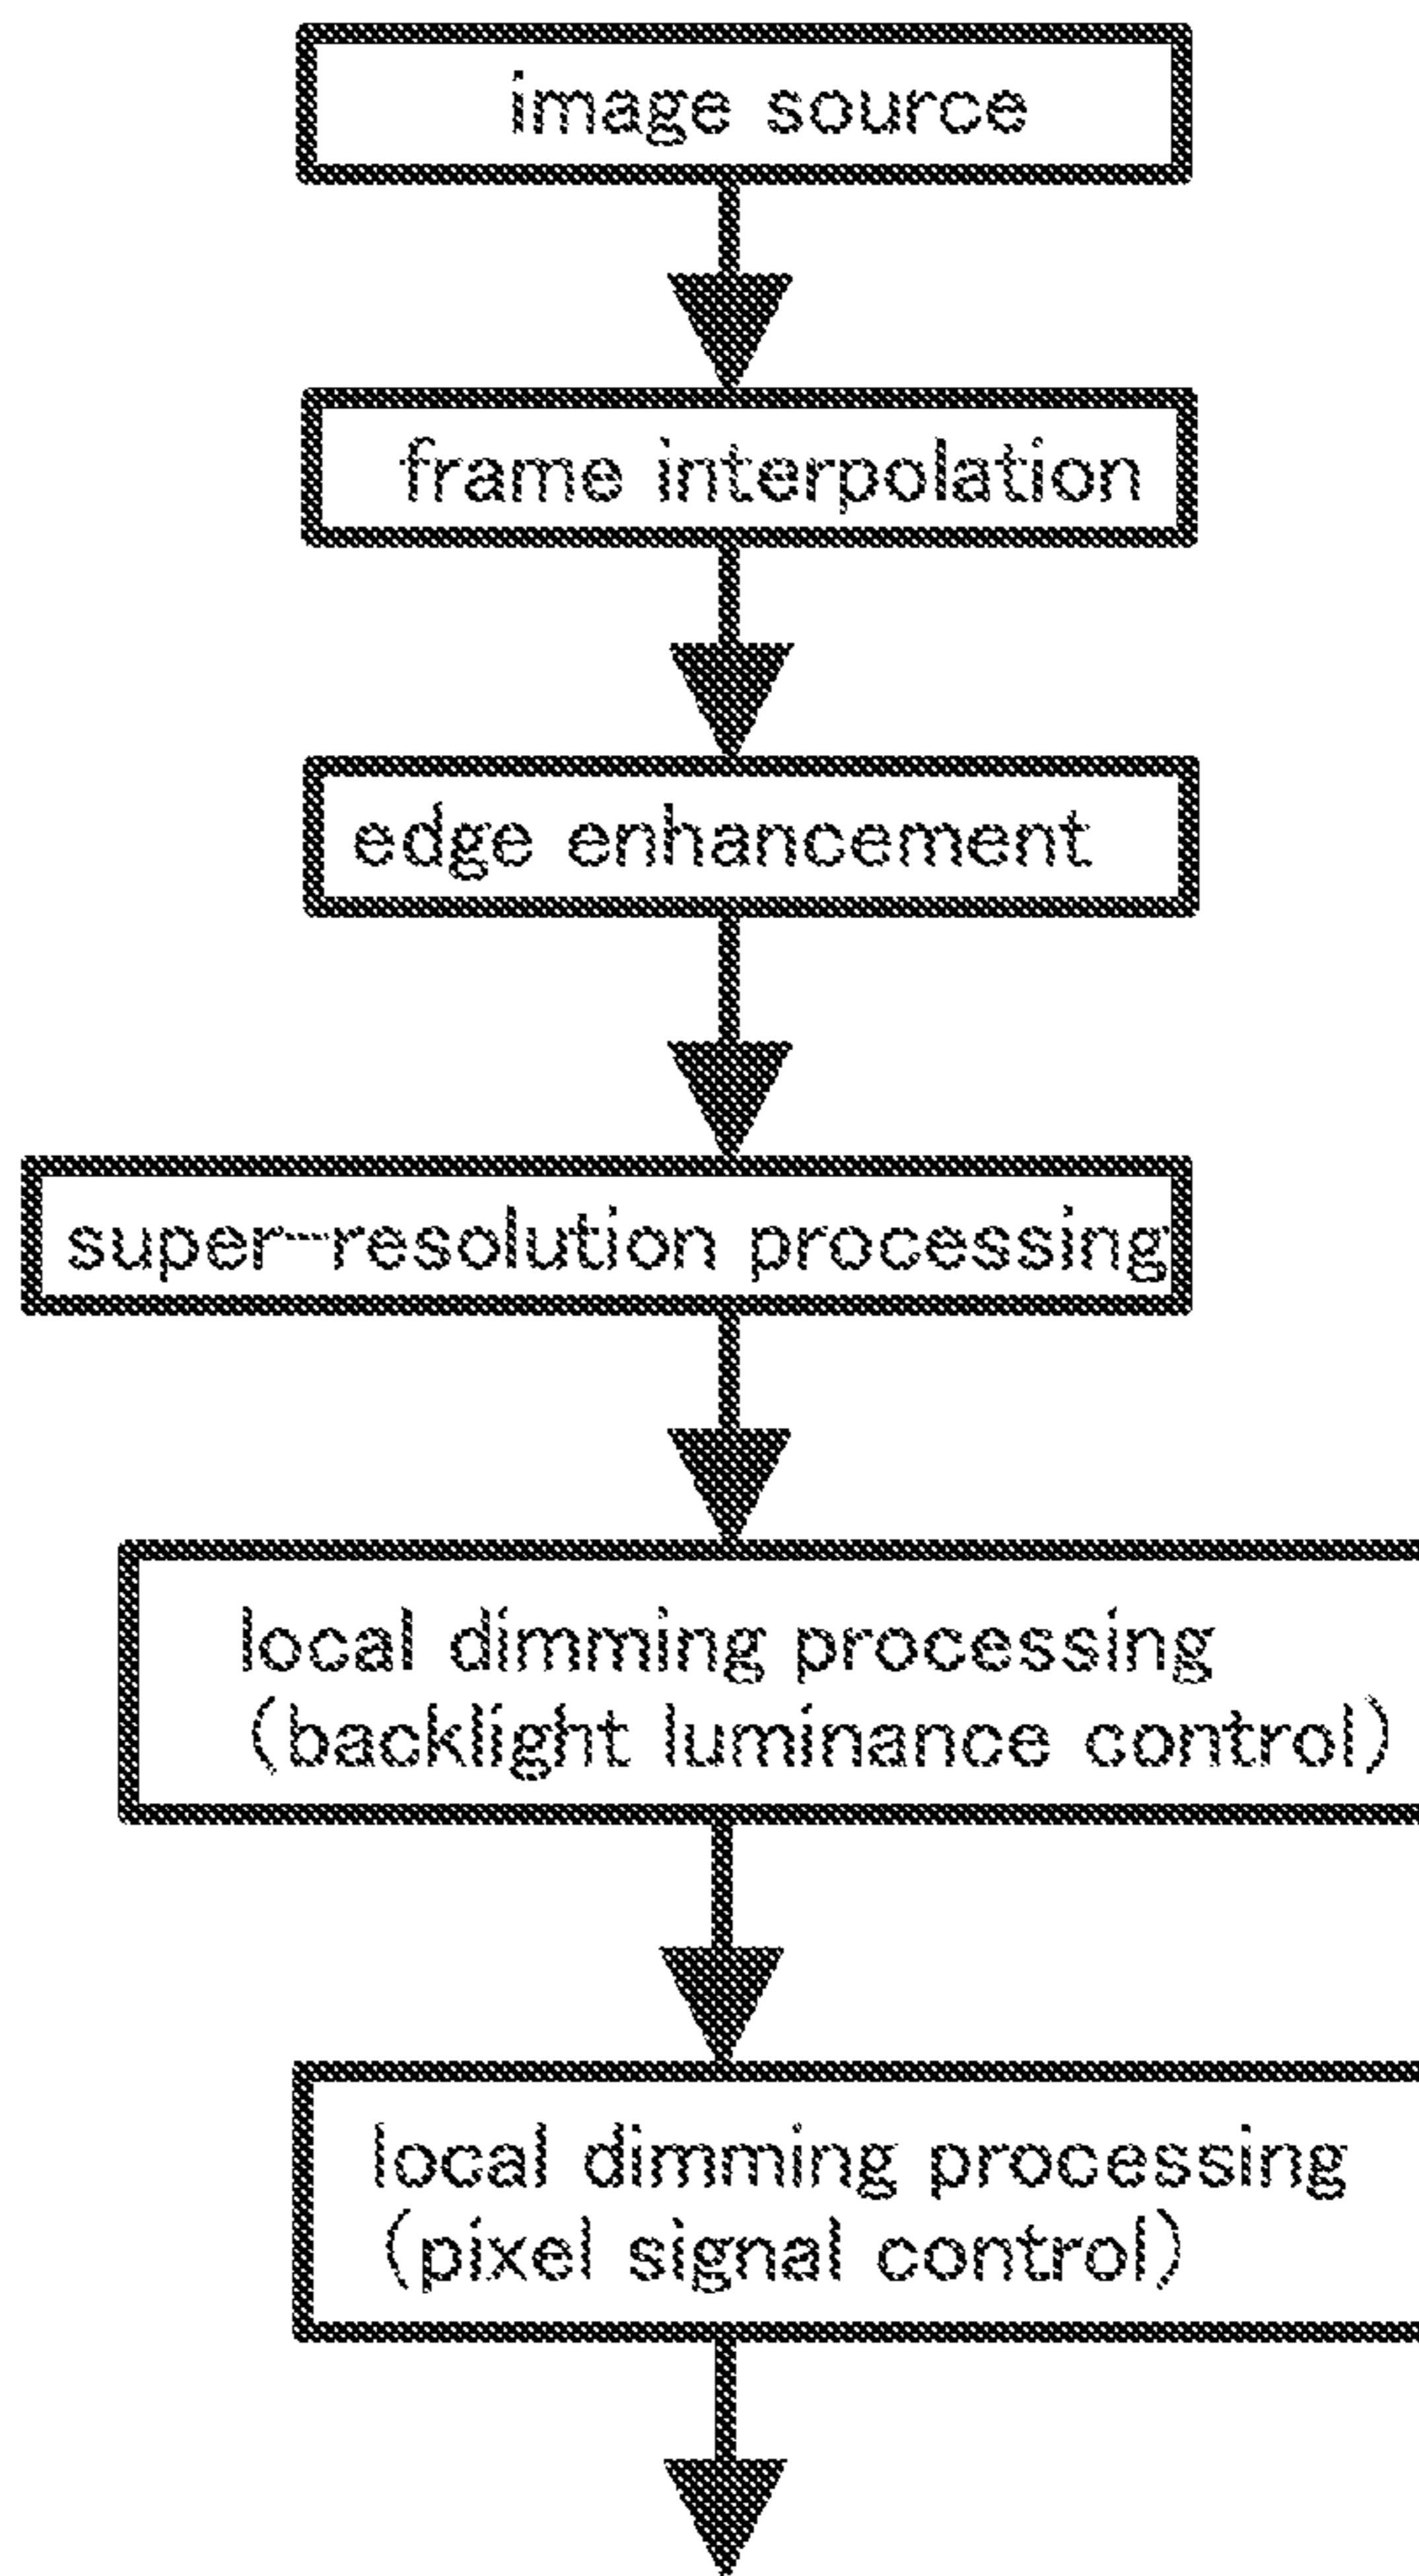 image source
frame interpolation
edge enhancement
super-resolution processing
local dimming processing
(backlight luminance control)
local dimming processing
(pixel signal control)